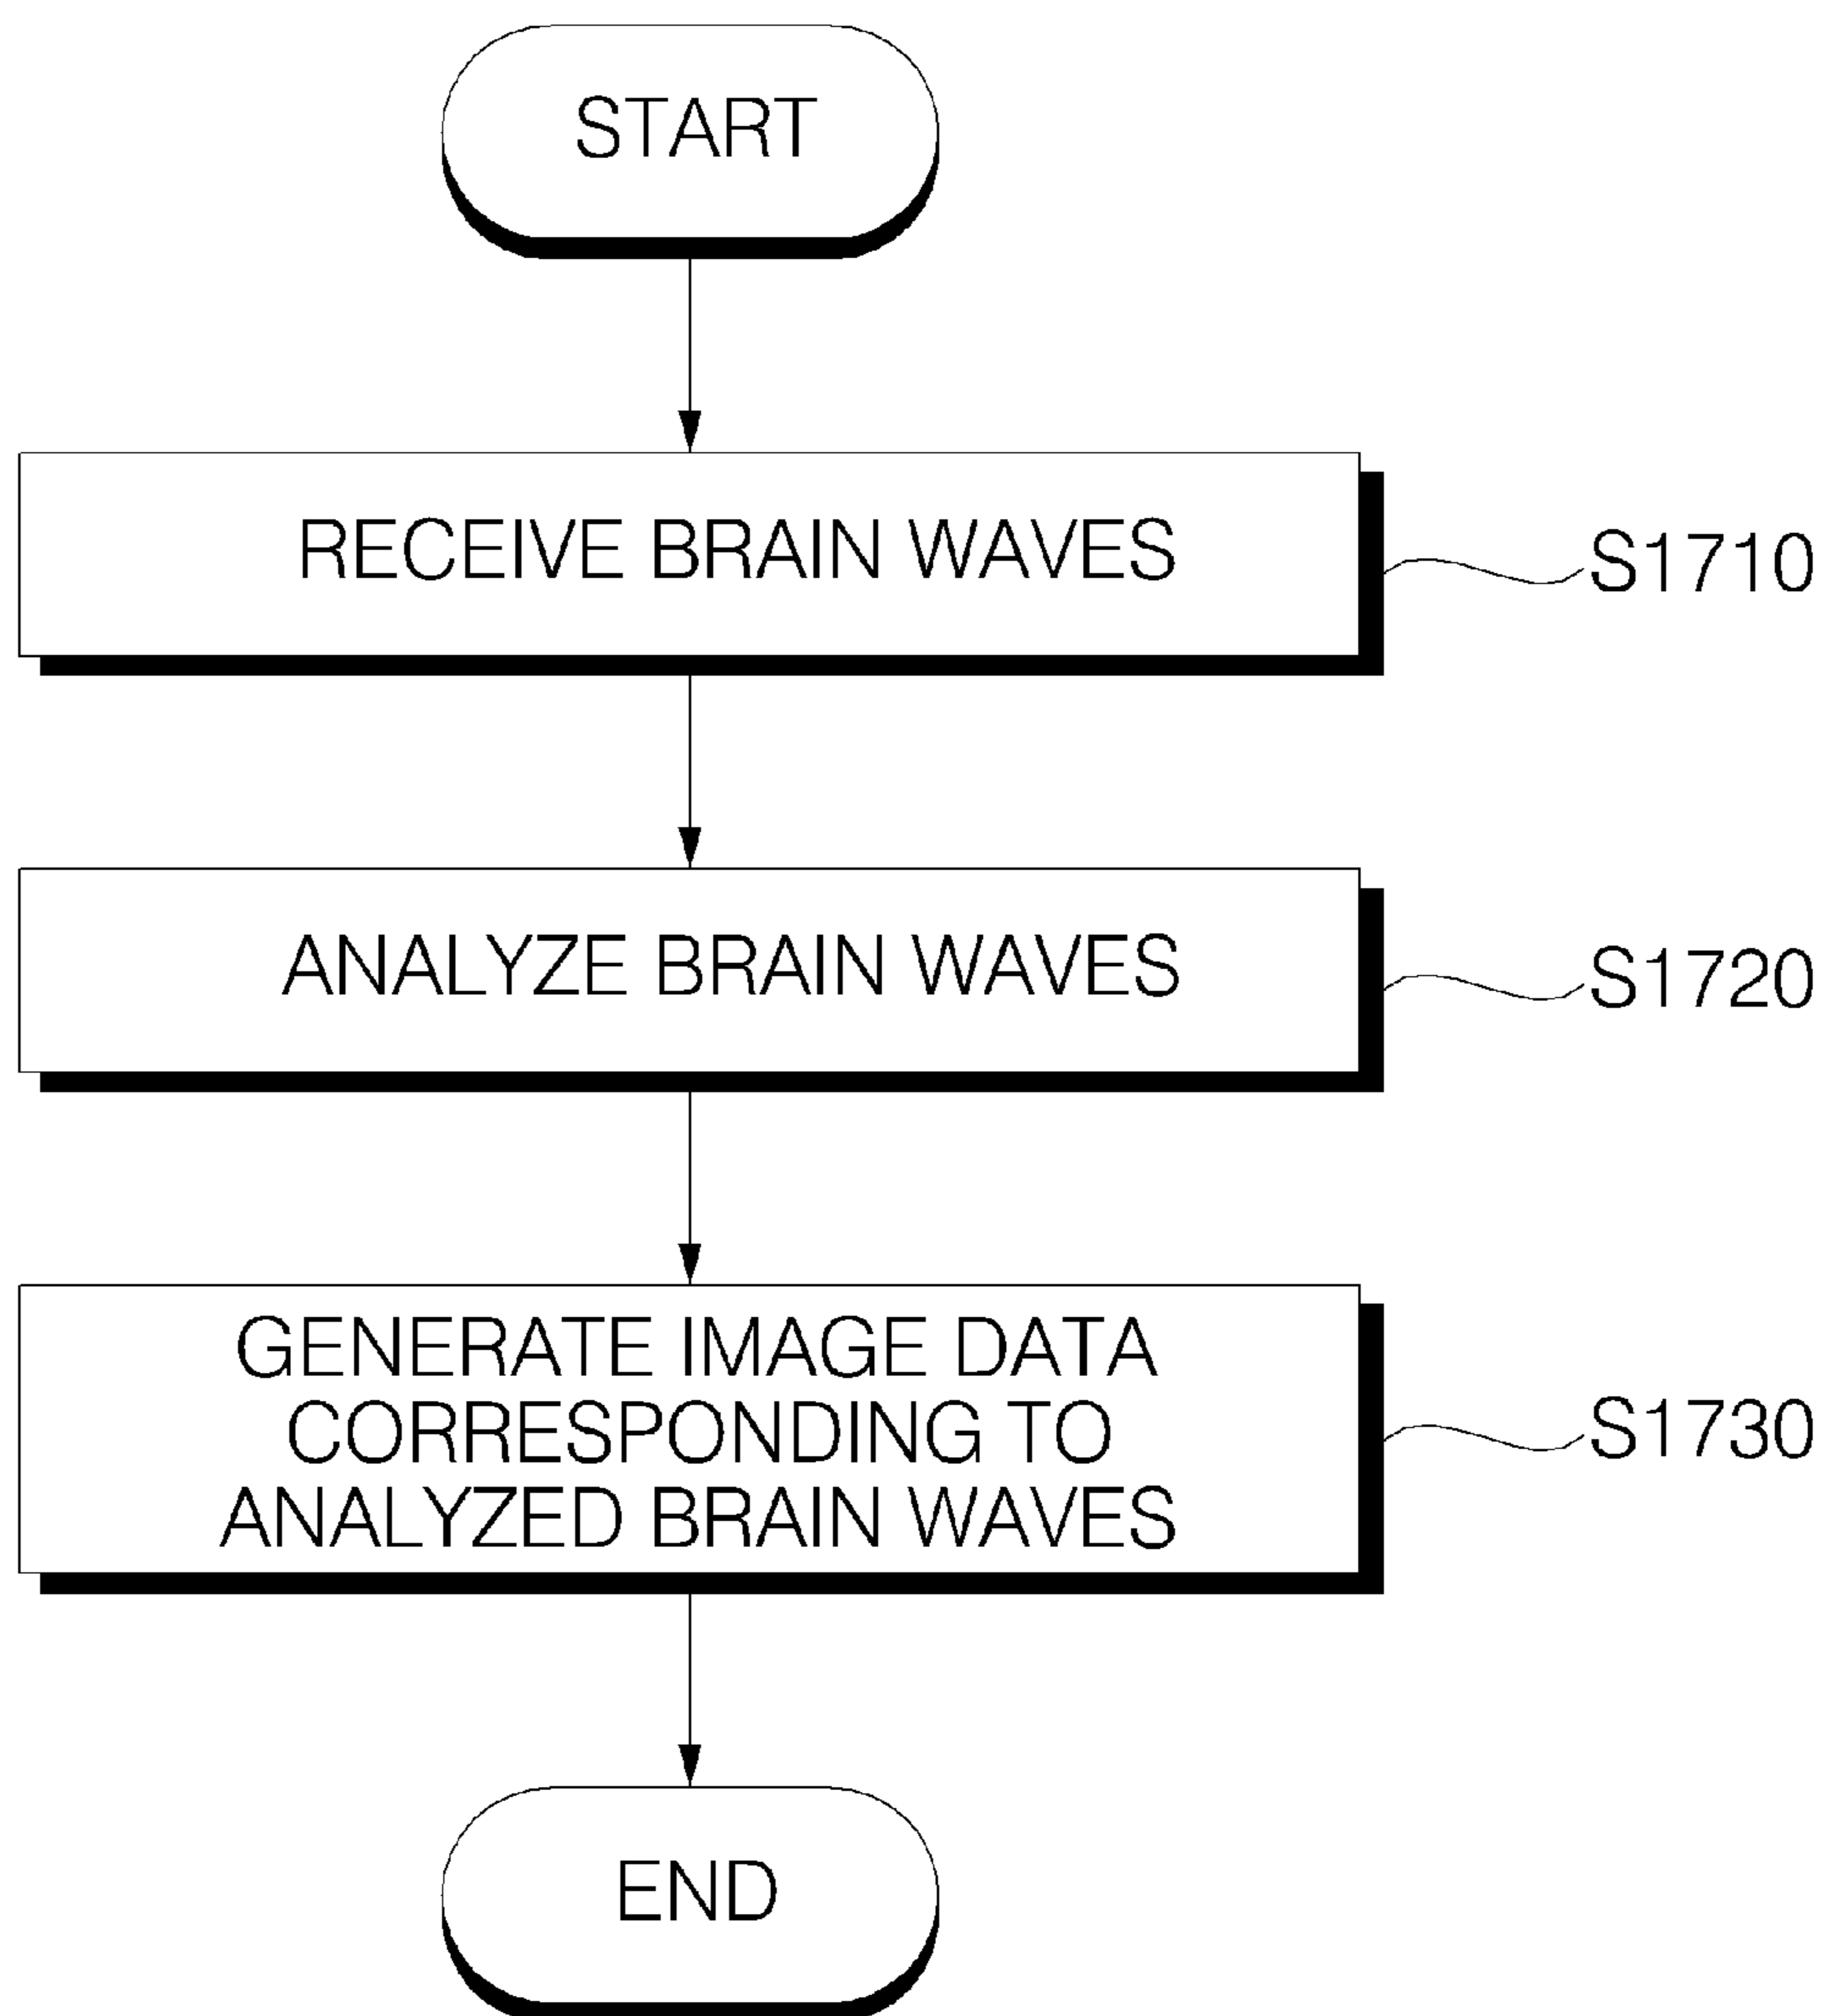 START
RECEIVE BRAIN WAVES
S1710
ANALYZE BRAIN WAVES
S1720
GENERATE IMAGE DATA
CORRESPONDING TO
ANALYZED BRAIN WAVES
S1730
END